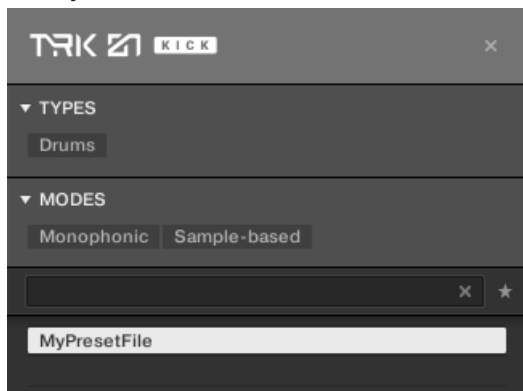 TRK 01 KICK
TYPES
Drums
MODES
Monophonic Sample-based
MyPresetFile